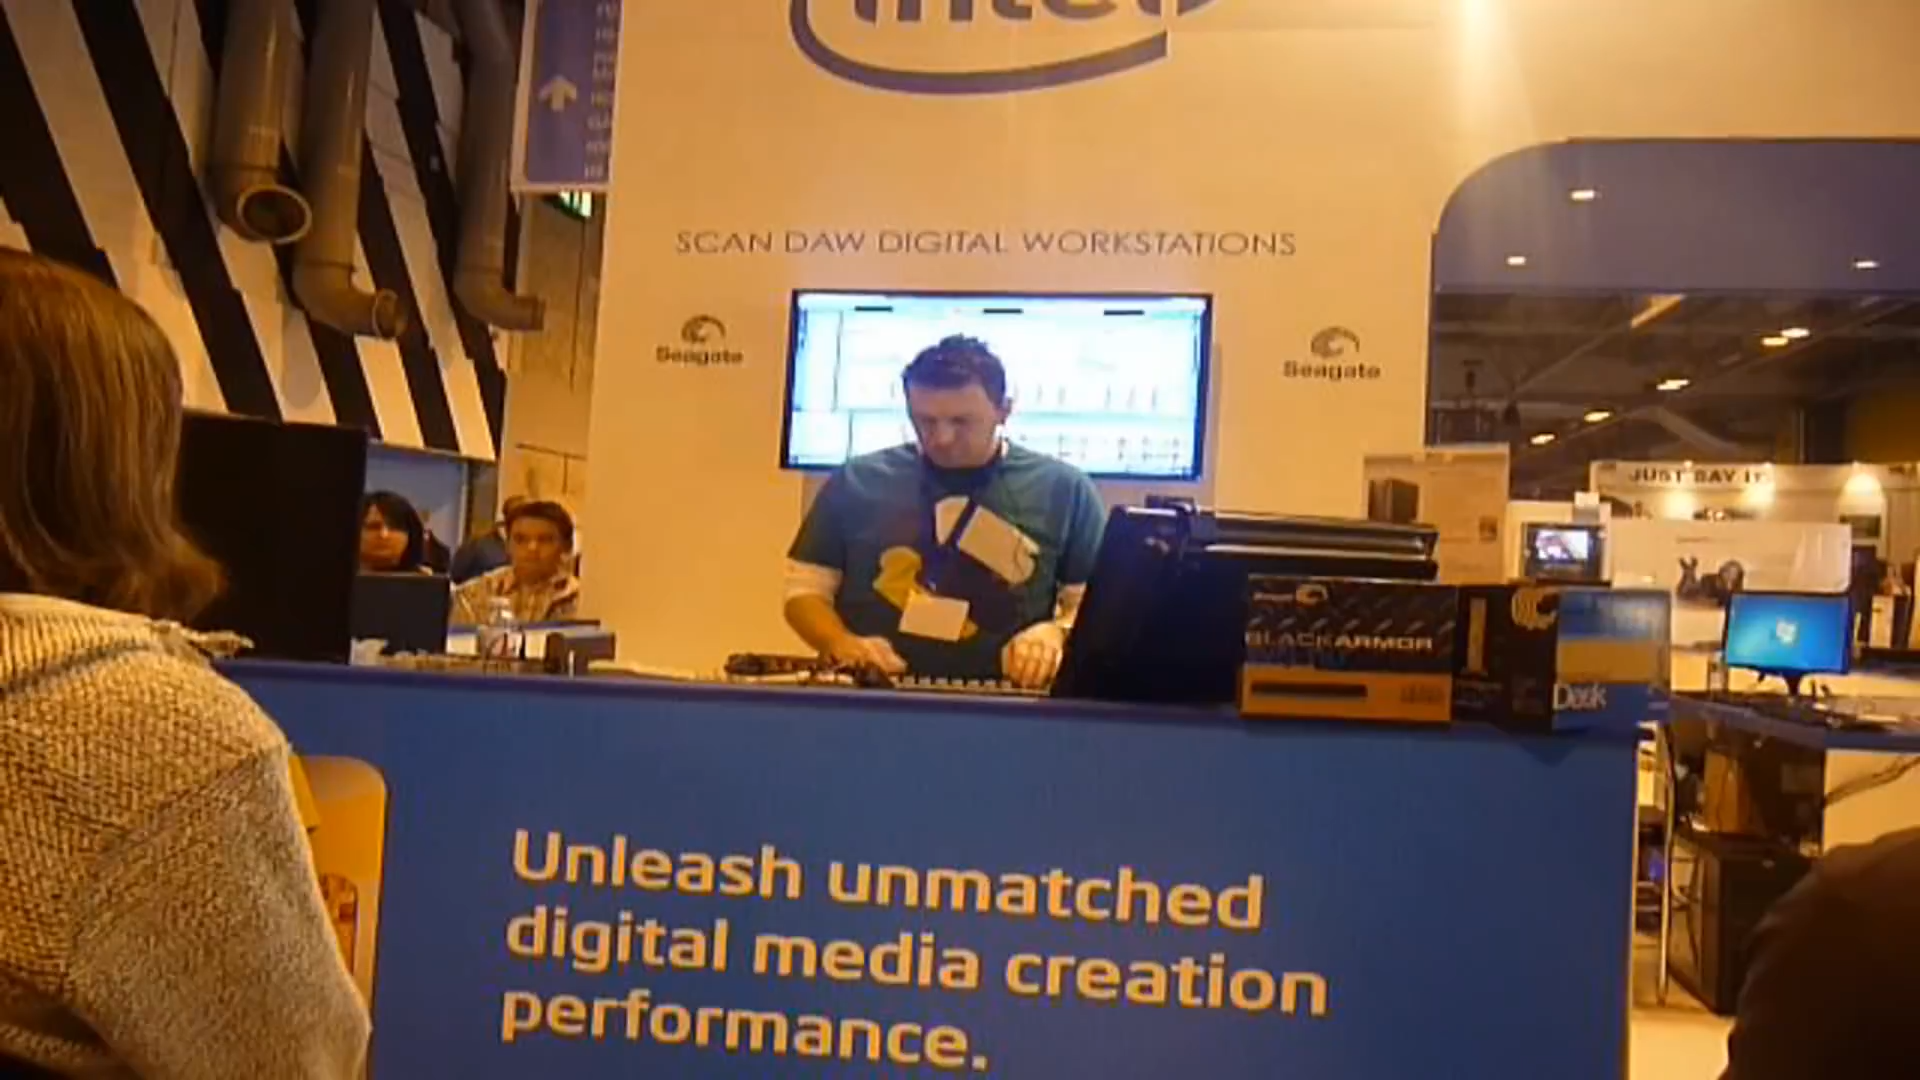 intel
SCAN DAW DIGITAL WORKSTATIONS
Seagate
Seagate
JUST SAY IT
BLACKARMOR
Desk
Unleash unmatched
digital media creation
performance.